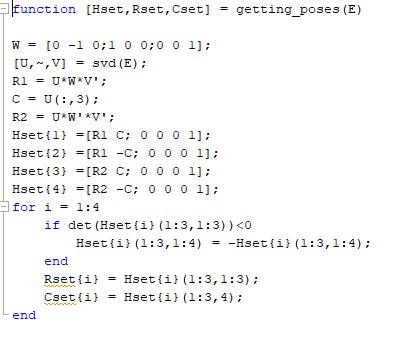 function [Hset,Rset,Cset] = getting_poses(E)
W = [0 -1 0;1 0 0;0 0 1];
[U,~,V] = svd(E);
R1 = U*W*V';
C = U(:,3);
R2 = U*W'*V';
Hset{1} =[R1 C; 0 0 0 1];
Hset{2} =[R1 -C; 0 0 0 1];
Hset{3} =[R2 C; 0 0 0 1];
Hset{4} =[R2 -C; 0 0 0 1];
for i = 1:4
if det(Hset{i}(1:3,1:3))<0
Hset{i}(1:3,1:4) = -Hset{i}(1:3,1:4);
end
Rset{i} = Hset{i}(1:3,1:3);
Cset{i} = Hset{i}(1:3,4);
end